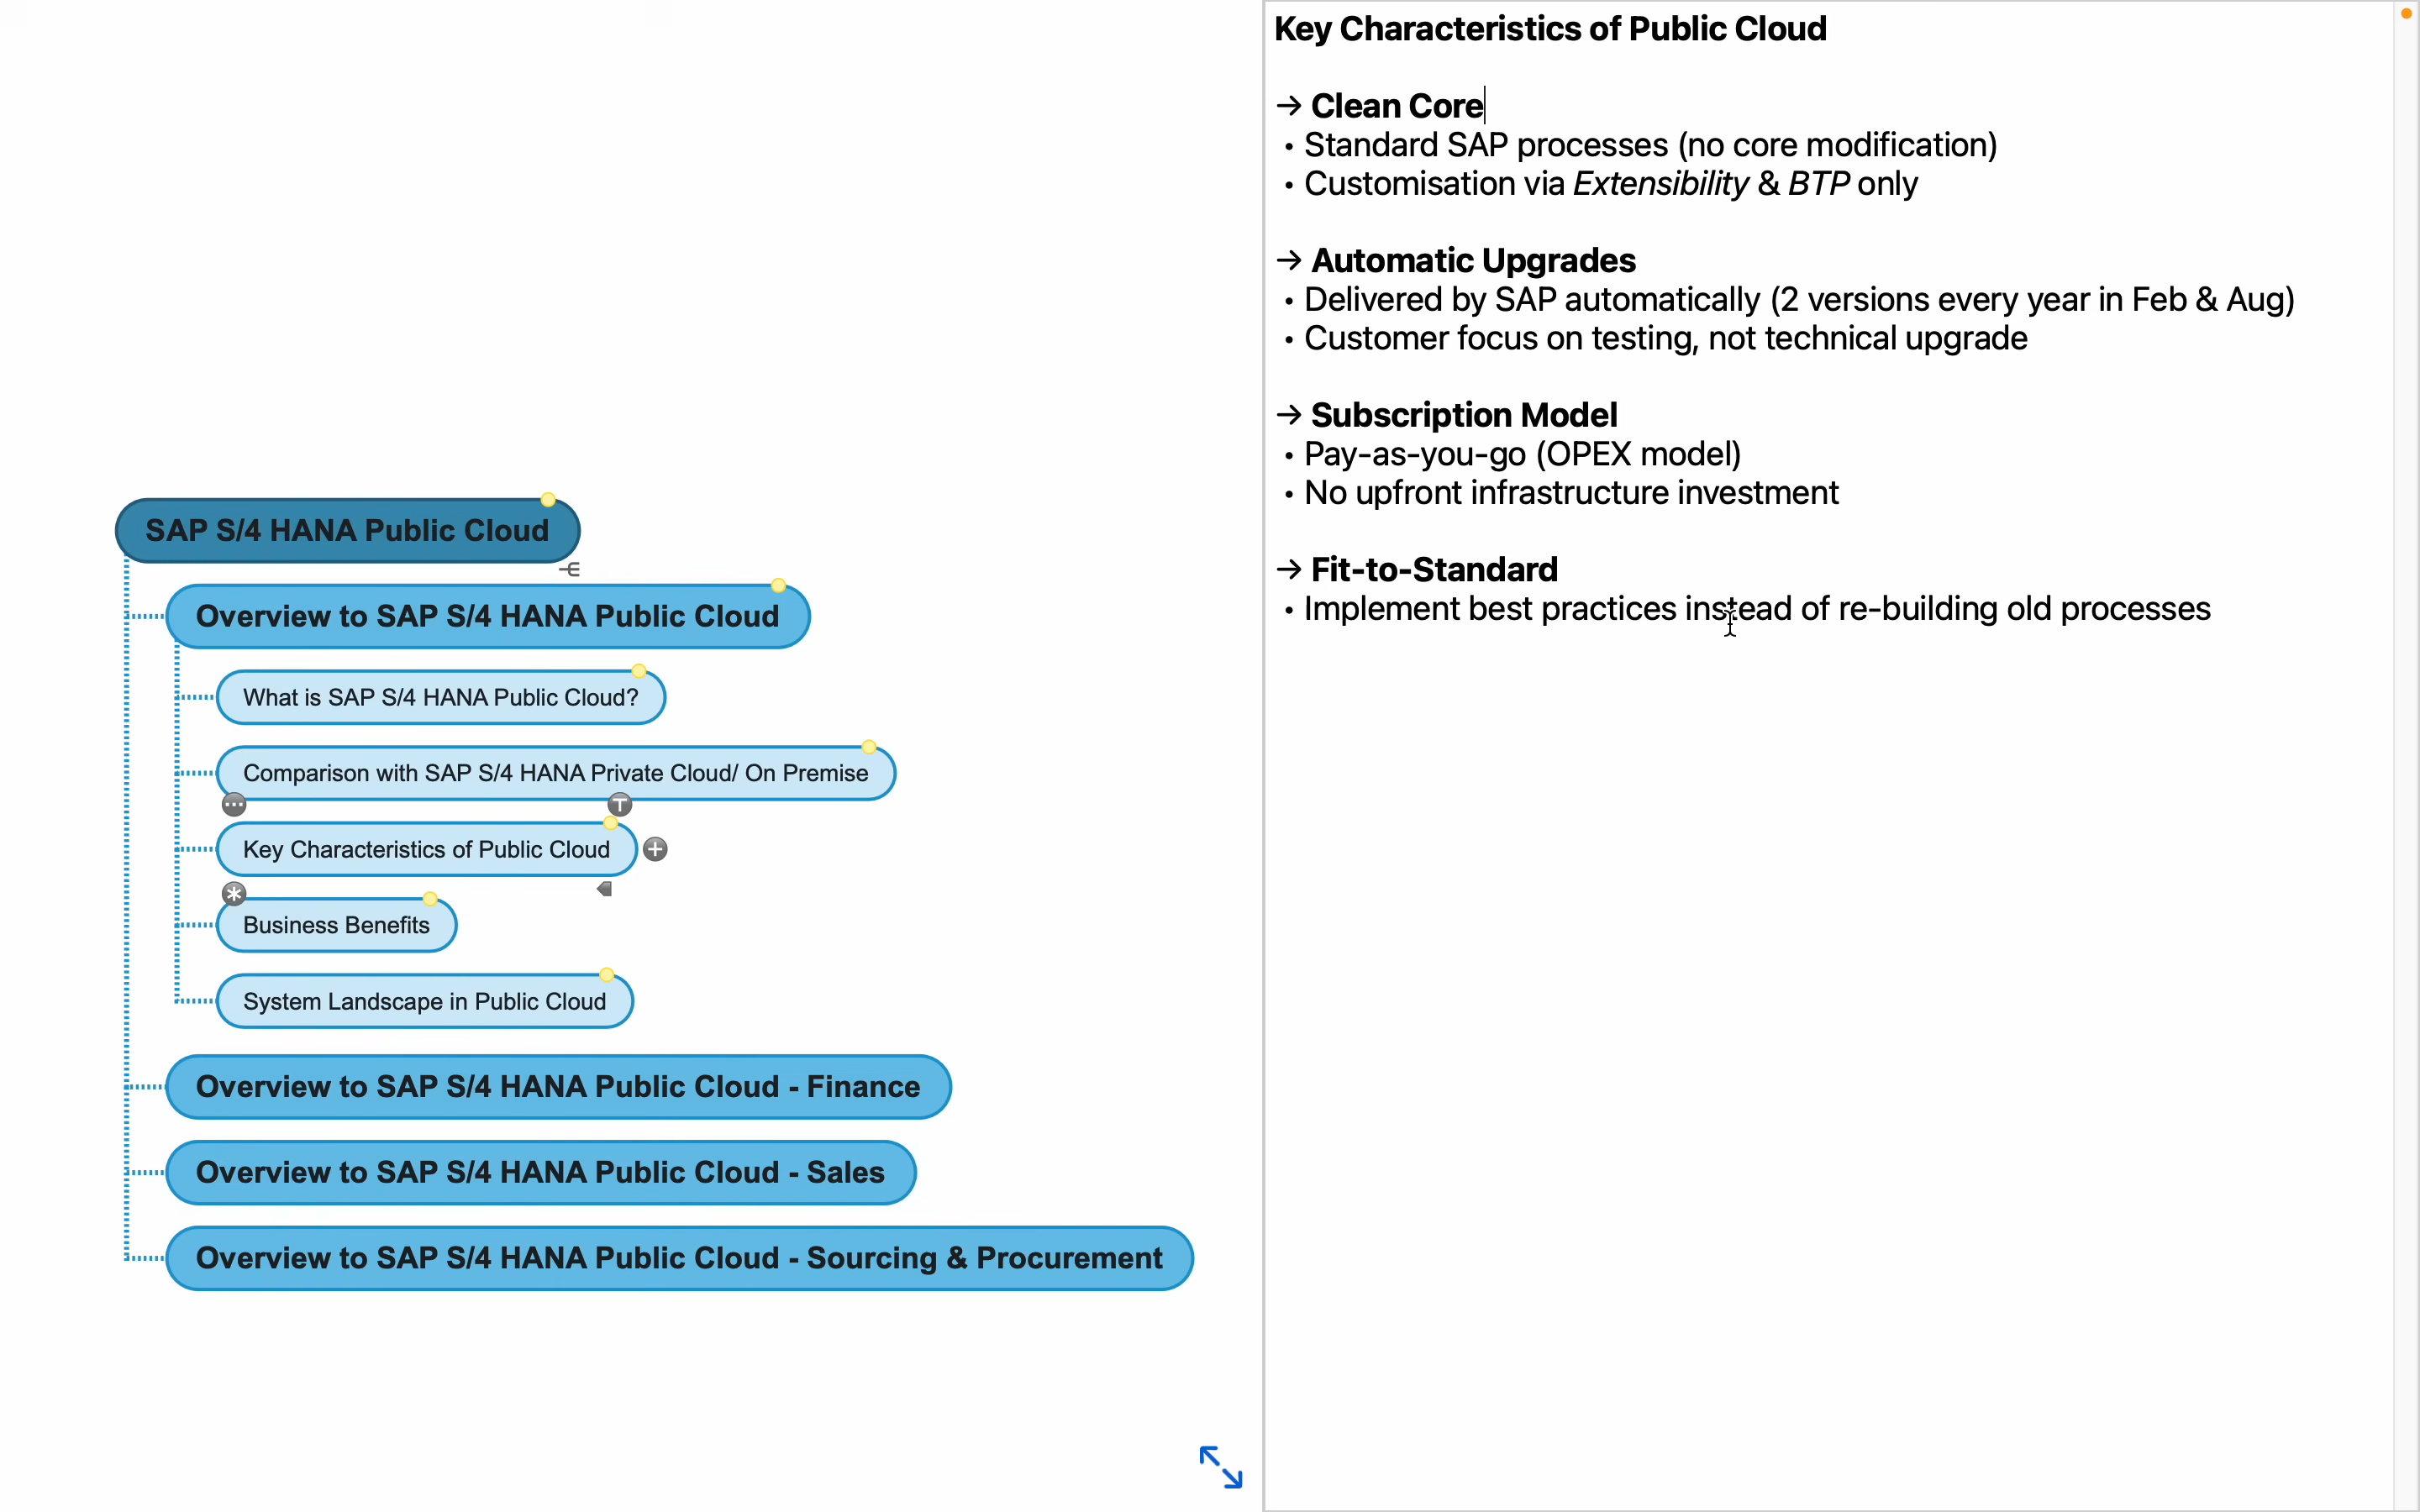 SAP S/4 HANA Public Cloud
Overview to SAP S/4 HANA Public Cloud
What is SAP S/4 HANA Public Cloud?
Comparison with SAP S/4 HANA Private Cloud/ On Premise
Key Characteristics of Public Cloud
Business Benefits
System Landscape in Public Cloud
Overview to SAP S/4 HANA Public Cloud - Finance
Overview to SAP S/4 HANA Public Cloud - Sales
Overview to SAP S/4 HANA Public Cloud - Sourcing & Procurement
Key Characteristics of Public Cloud
→ Clean Core
• Standard SAP processes (no core modification)
• Customisation via Extensibility & BTP only
→ Automatic Upgrades
• Delivered by SAP automatically (2 versions every year in Feb & Aug)
• Customer focus on testing, not technical upgrade
→ Subscription Model
• Pay-as-you-go (OPEX model)
• No upfront infrastructure investment
→ Fit-to-Standard
• Implement best practices instead of re-building old processes